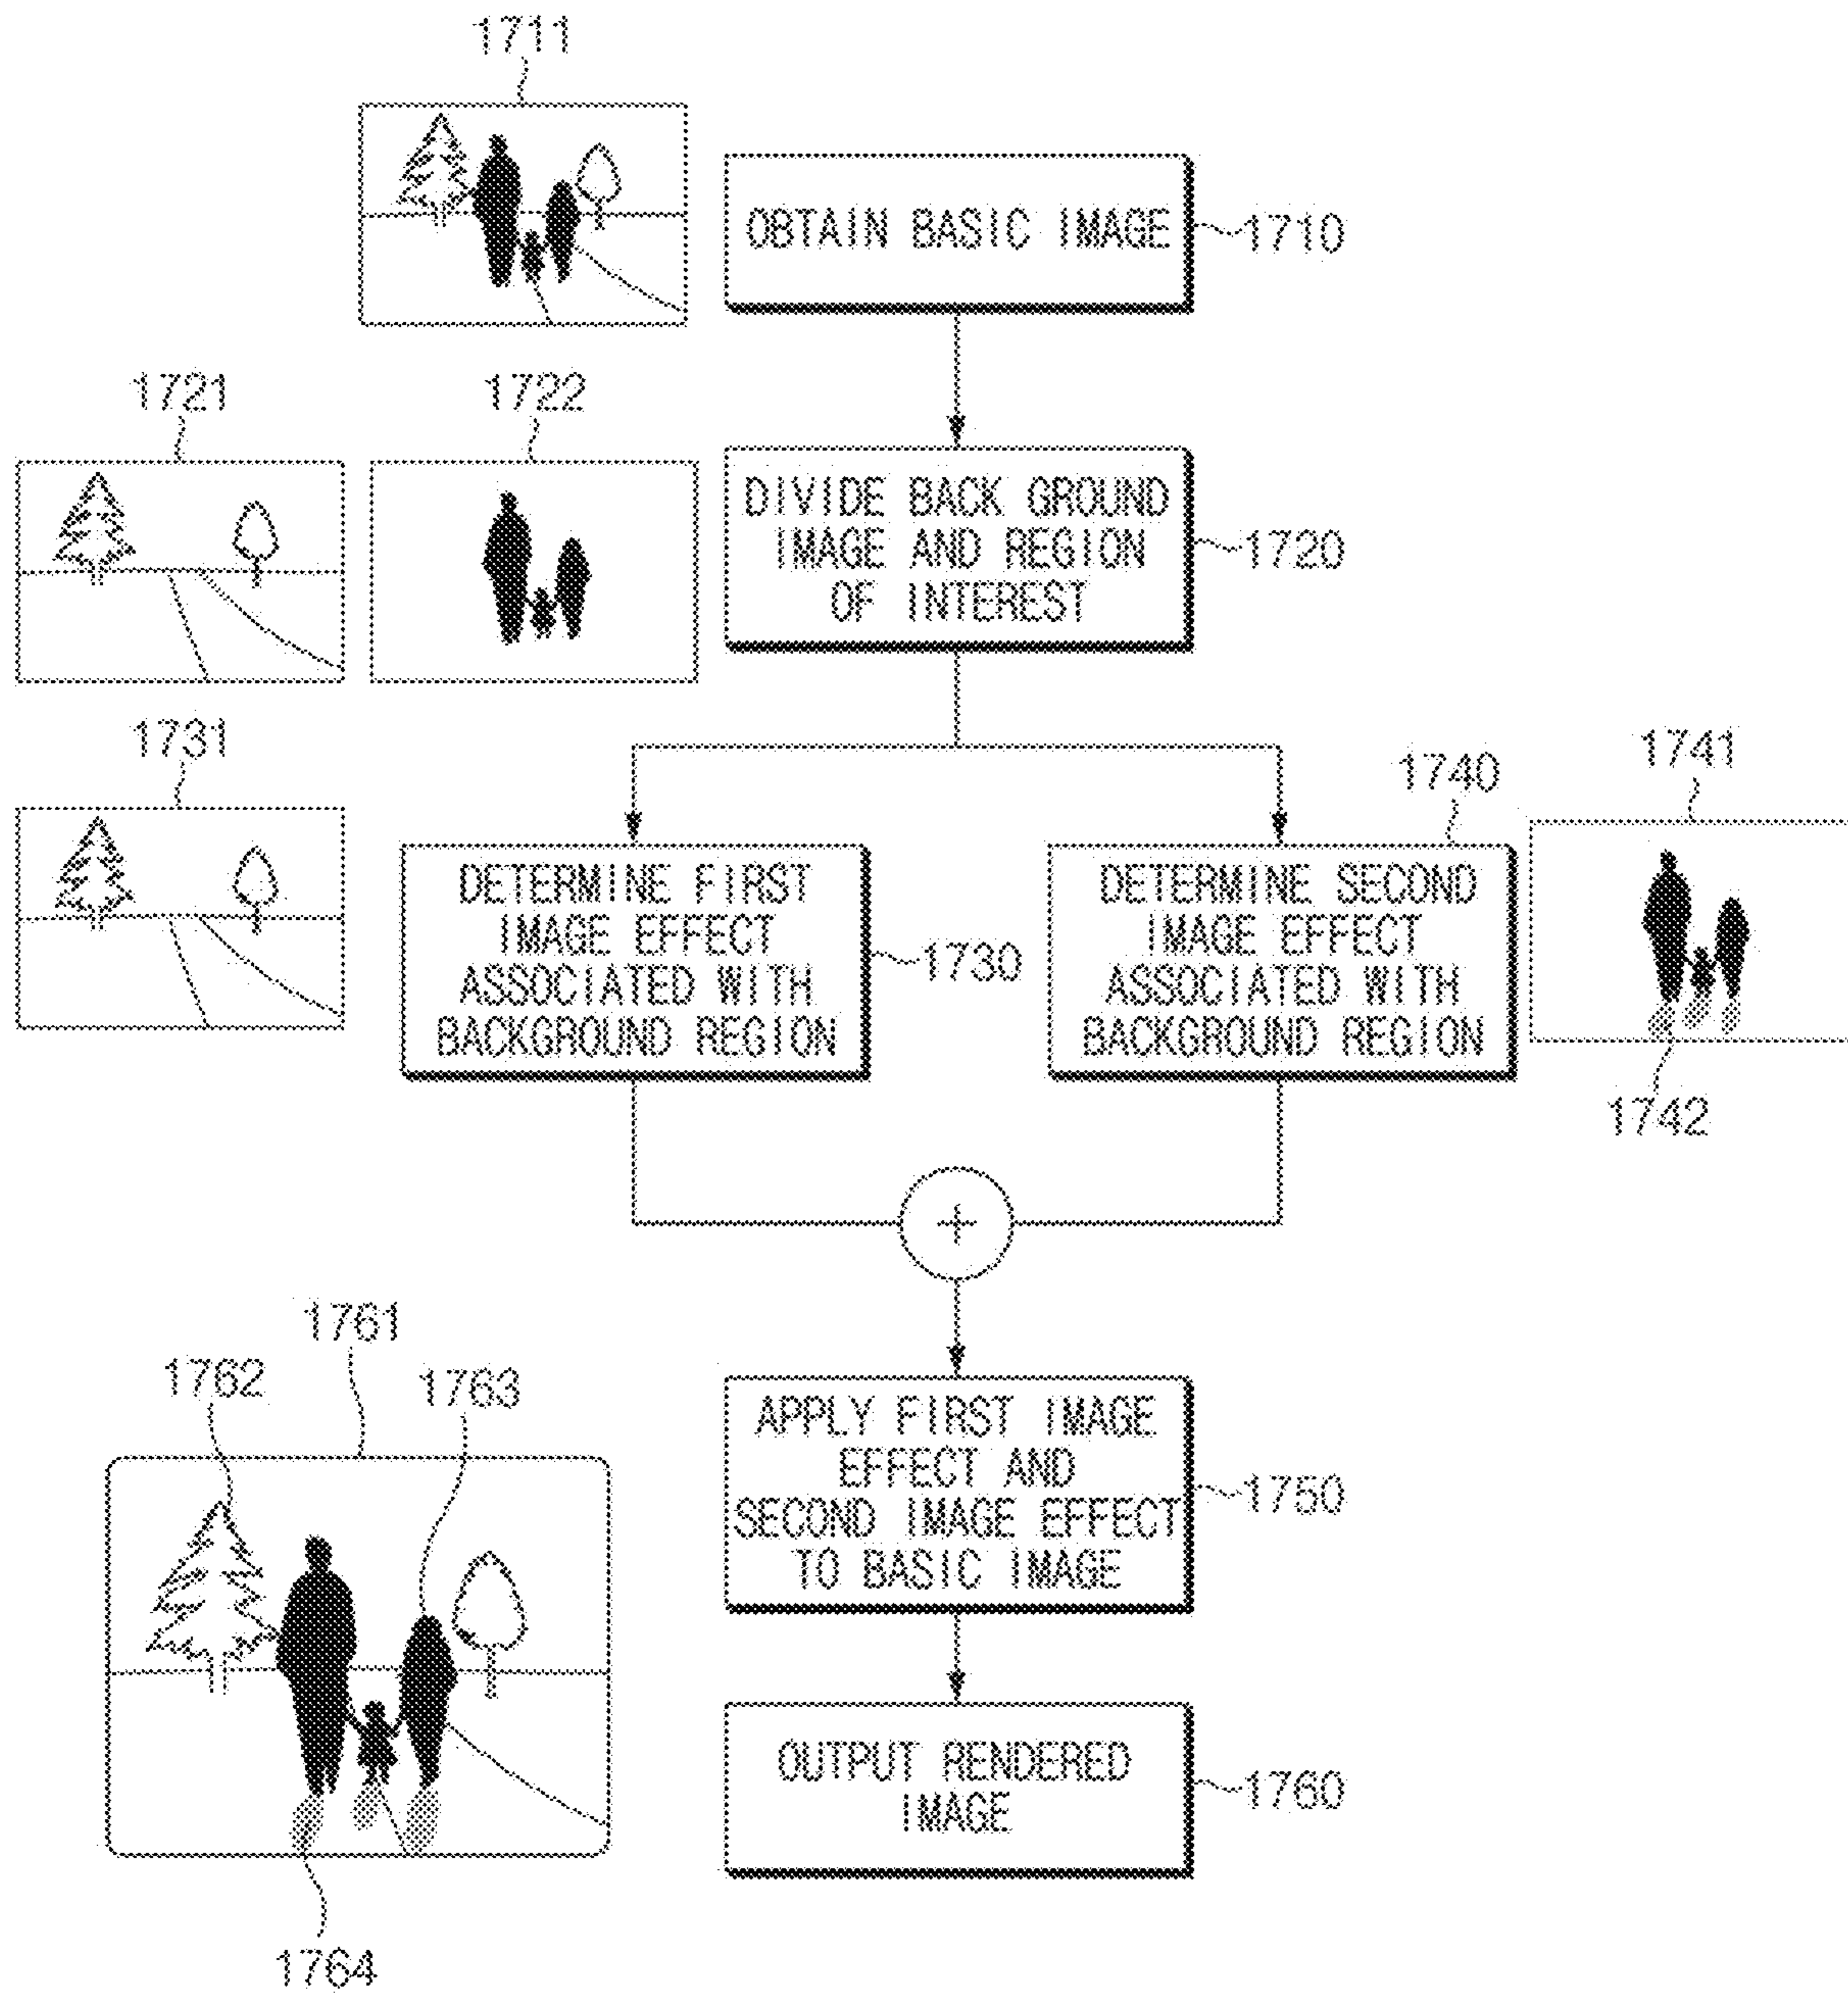 1711
OBTAIN BASIC IMAGE
1710
1721
1722
DIVIDE BACK GROUND
IMAGE AND REGION
OF INTEREST
1720
1731
1740
1741
DETERMINE FIRST
IMAGE EFFECT
ASSOCIATED WITH
BACKGROUND REGION
1730
DETERMINE SECOND
IMAGE EFFECT
ASSOCIATED WITH
BACKGROUND REGION
1742
+
1761
1762
1763
APPLY FIRST IMAGE
EFFECT AND
SECOND IMAGE EFFECT
TO BASIC IMAGE
1750
OUTPUT RENDERED
IMAGE
1760
1764